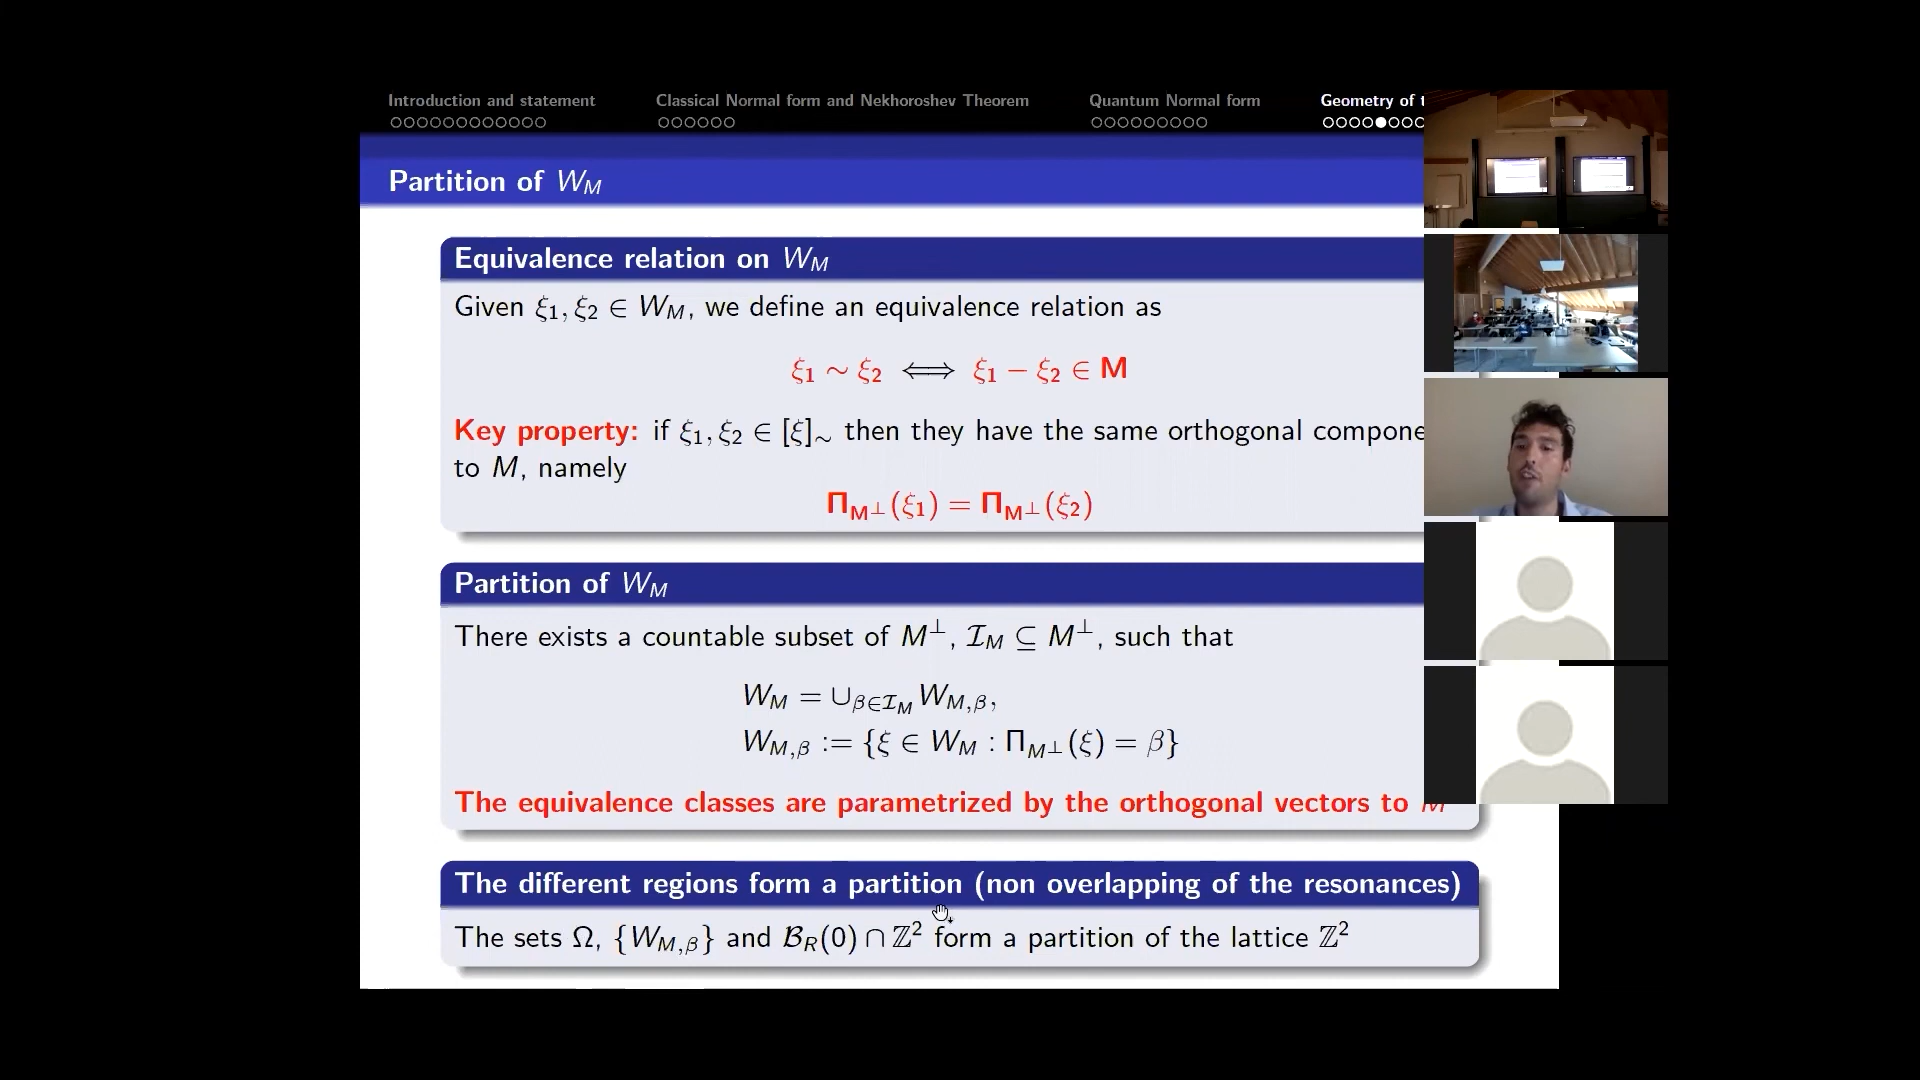 Introduction and statement
Classical Normal form and Nekhoroshev Theorem
Quantum Normal form
Geometry of t
Partition of W_M
Equivalence relation on W_M
Given ξ₁, ξ₂ ∈ W_M, we define an equivalence relation as
ξ₁ ∼ ξ₂ ⟺ ξ₁ − ξ₂ ∈ M
Key property: if ξ₁, ξ₂ ∈ [ξ]_∼ then they have the same orthogonal compone
to M, namely
Π_{M^⊥}(ξ₁) = Π_{M^⊥}(ξ₂)
Partition of W_M
There exists a countable subset of M^⊥, 𝓘_M ⊆ M^⊥, such that
W_M = ∪_{β∈𝓘_M} W_{M,β},
W_{M,β} := {ξ ∈ W_M : Π_{M^⊥}(ξ) = β}
The equivalence classes are parametrized by the orthogonal vectors to M
The different regions form a partition (non overlapping of the resonances)
The sets Ω, {W_{M,β}} and 𝓑_R(0) ∩ ℤ² form a partition of the lattice ℤ²